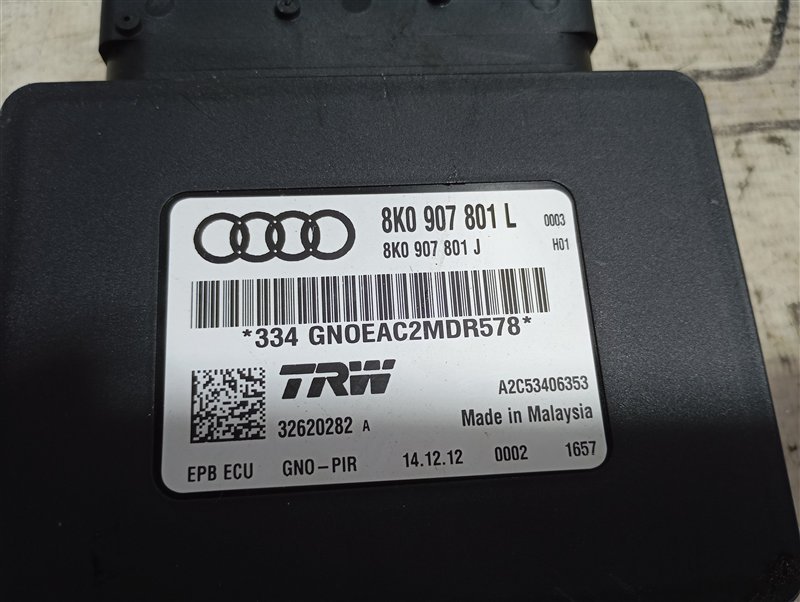 8K0 907 801 L 0003
8K0 907 801 J H01
*334 GNOEAC2MDR578*
TRW A2C53406353
32620282 A Made in Malaysia
EPB ECU GNO-PIR 14.12.12 0002 1657